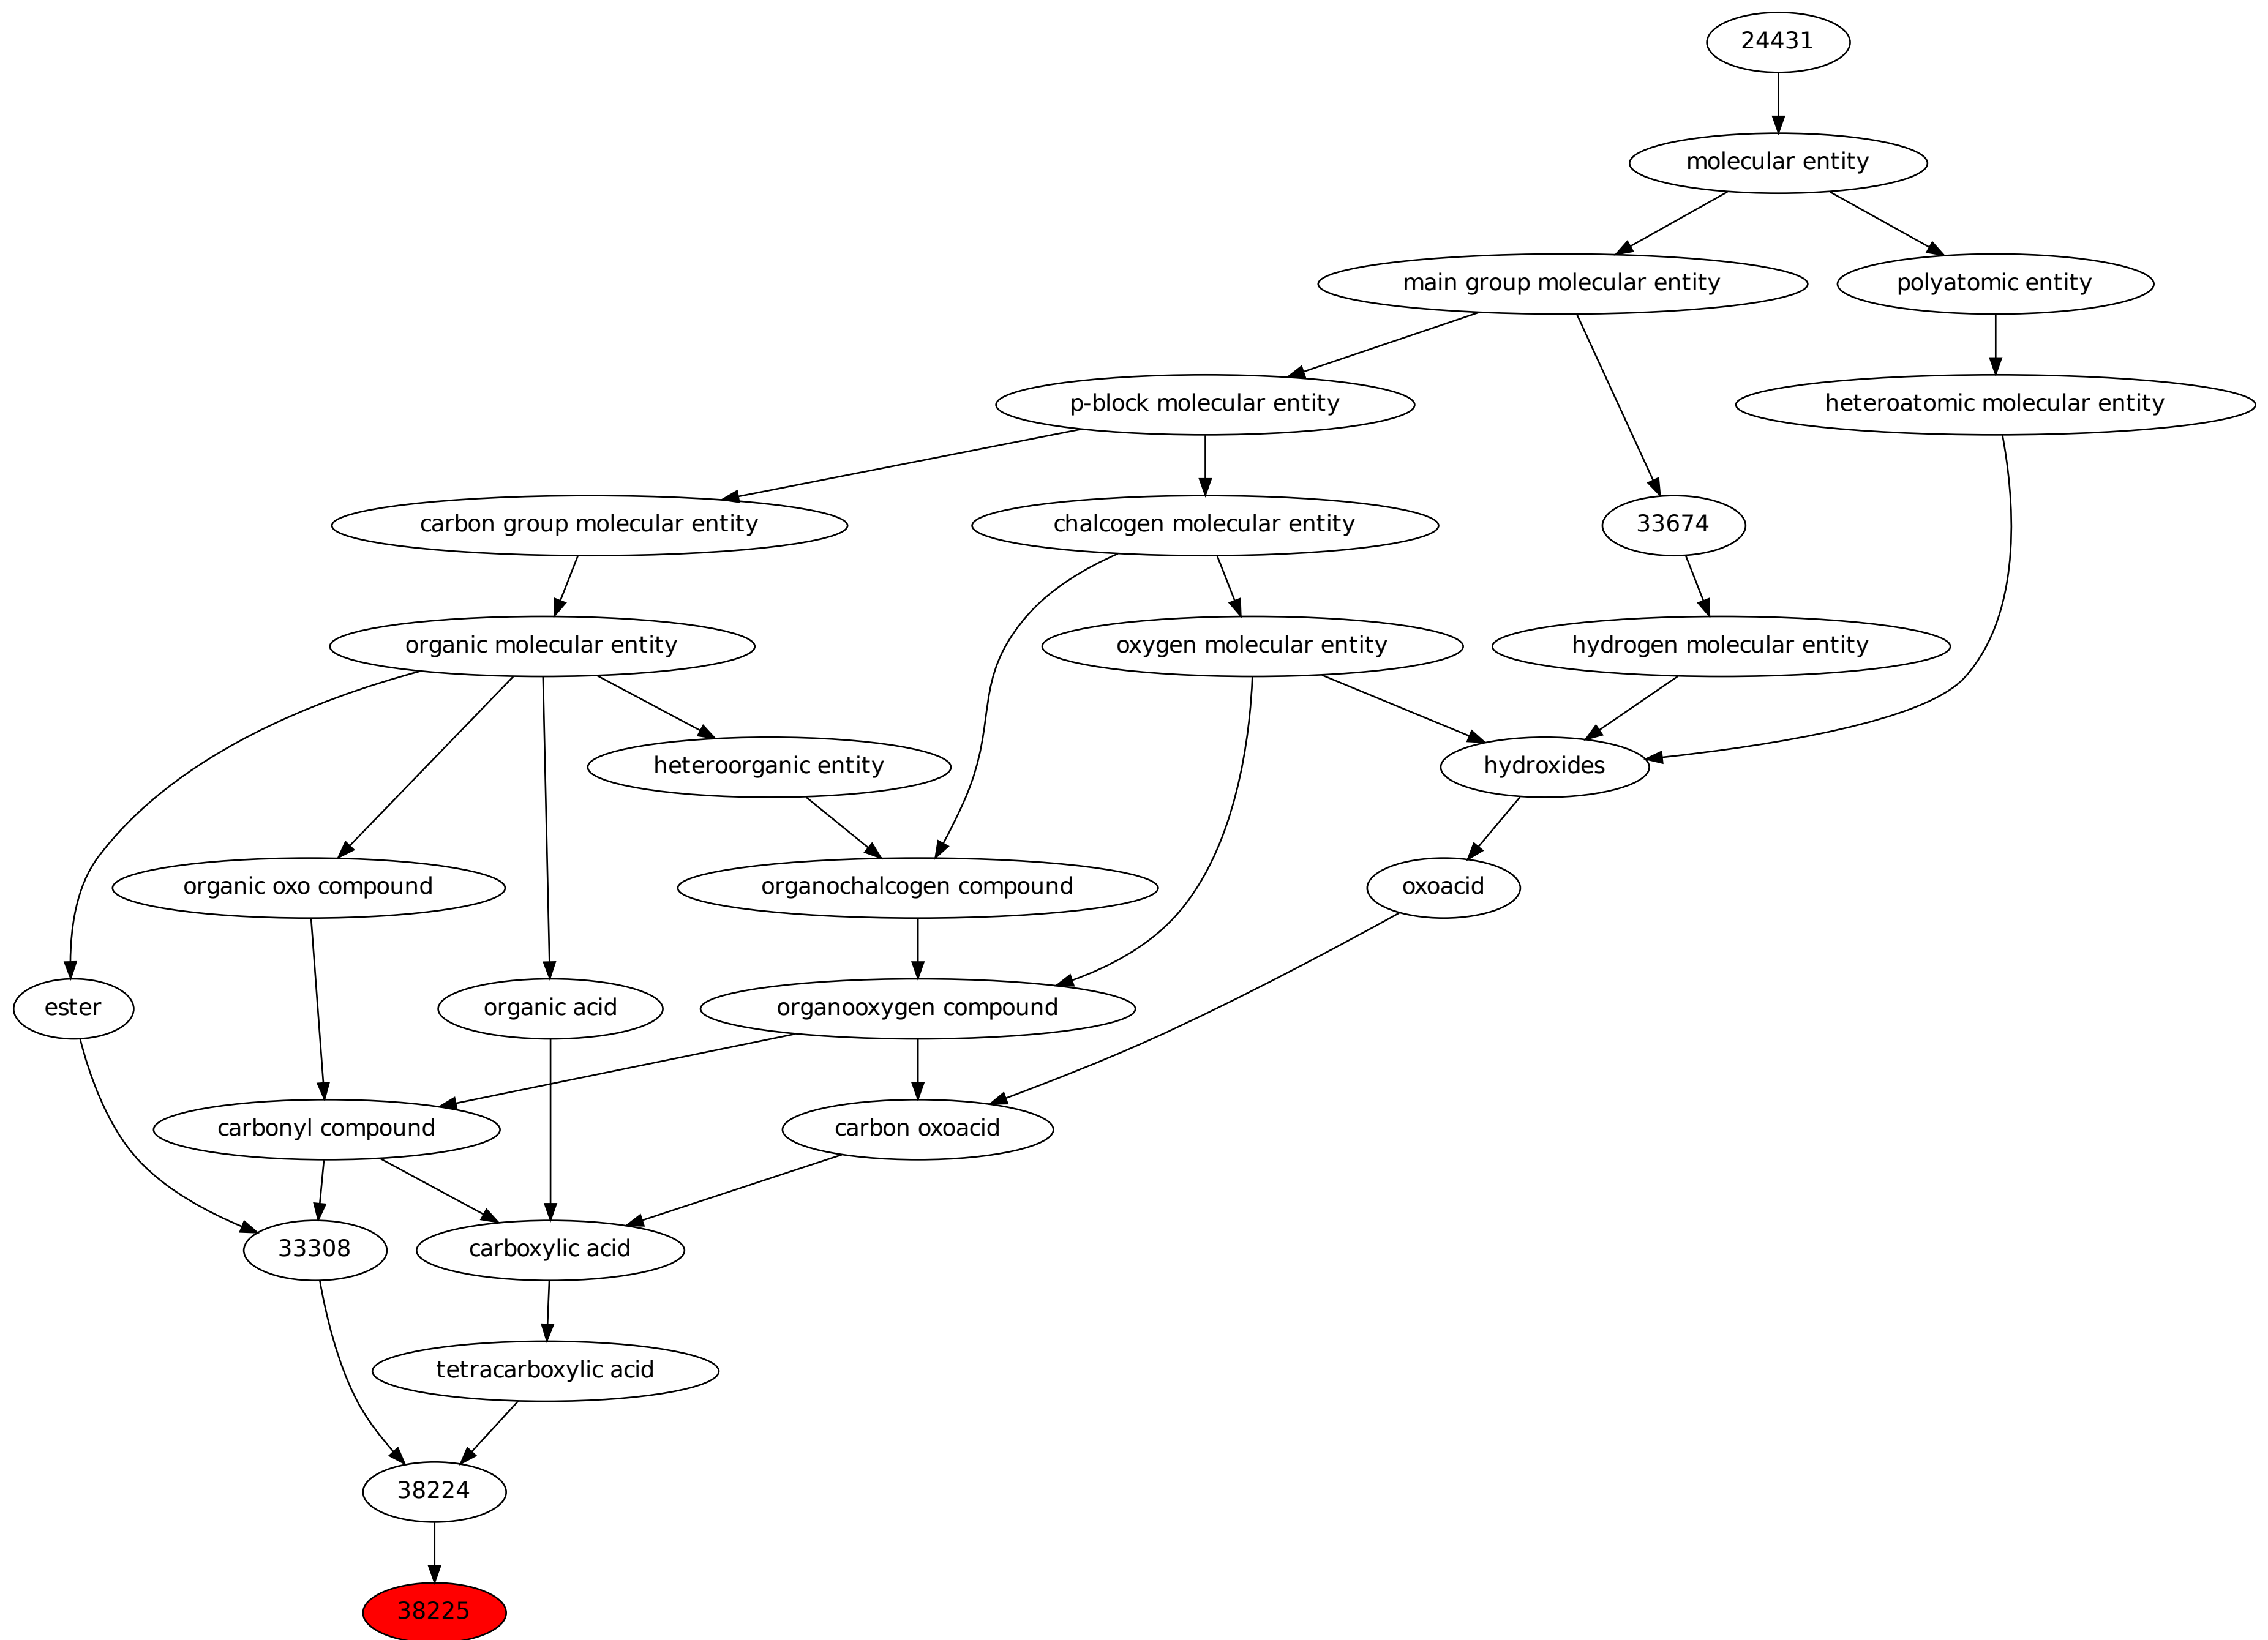 24431
molecular entity
main group molecular entity
polyatomic entity
p-block molecular entity
heteroatomic molecular entity
carbon group molecular entity
chalcogen molecular entity
33674
organic molecular entity
oxygen molecular entity
hydrogen molecular entity
heteroorganic entity
hydroxides
organic oxo compound
organochalcogen compound
oxoacid
ester
organic acid
organooxygen compound
carbonyl compound
carbon oxoacid
33308
carboxylic acid
tetracarboxylic acid
38224
38225